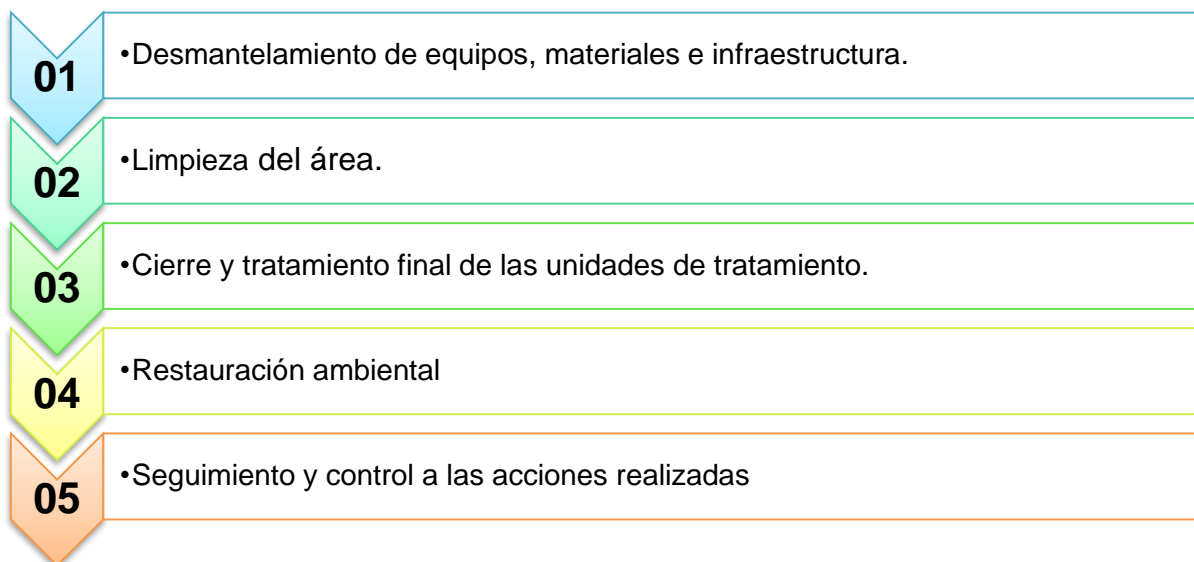 01
•Desmantelamiento de equipos, materiales e infraestructura.
02
•Limpieza del área.
03
•Cierre y tratamiento final de las unidades de tratamiento.
04
•Restauración ambiental
05
•Seguimiento y control a las acciones realizadas